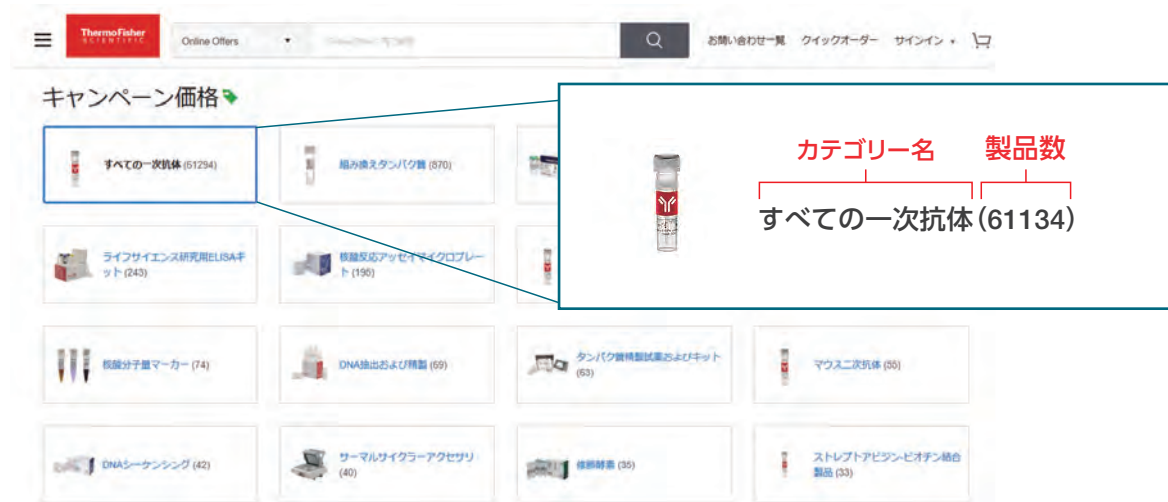 ThermoFisher
SCIENTIFIC
Online Offers
お問い合わせ一覧 クイックオーダー サインイン
キャンペーン価格
すべての一次抗体 (61294)
組み換えタンパク質 (870)
カテゴリー名 製品数
すべての一次抗体 (61134)
ライフサイエンス研究用ELISAキ
ット (243)
核酸反応アッセイマイクロプレー
ト (195)
核酸分子量マーカー (74)
DNA抽出および精製 (69)
タンパク質精製試薬およびキット
(63)
マウス二次抗体 (55)
DNAシーケンシング (42)
サーマルサイクラーアクセサリ
(40)
修飾酵素 (35)
ストレプトアビジン-ビオチン結合
製品 (33)